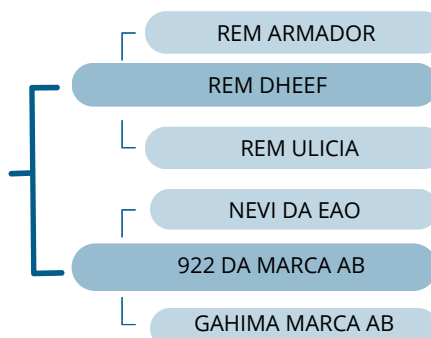 REM ARMADOR
REM DHEEF
REM ULICIA
NEVI DA EAO
922 DA MARCA AB
GAHIMA MARCA AB